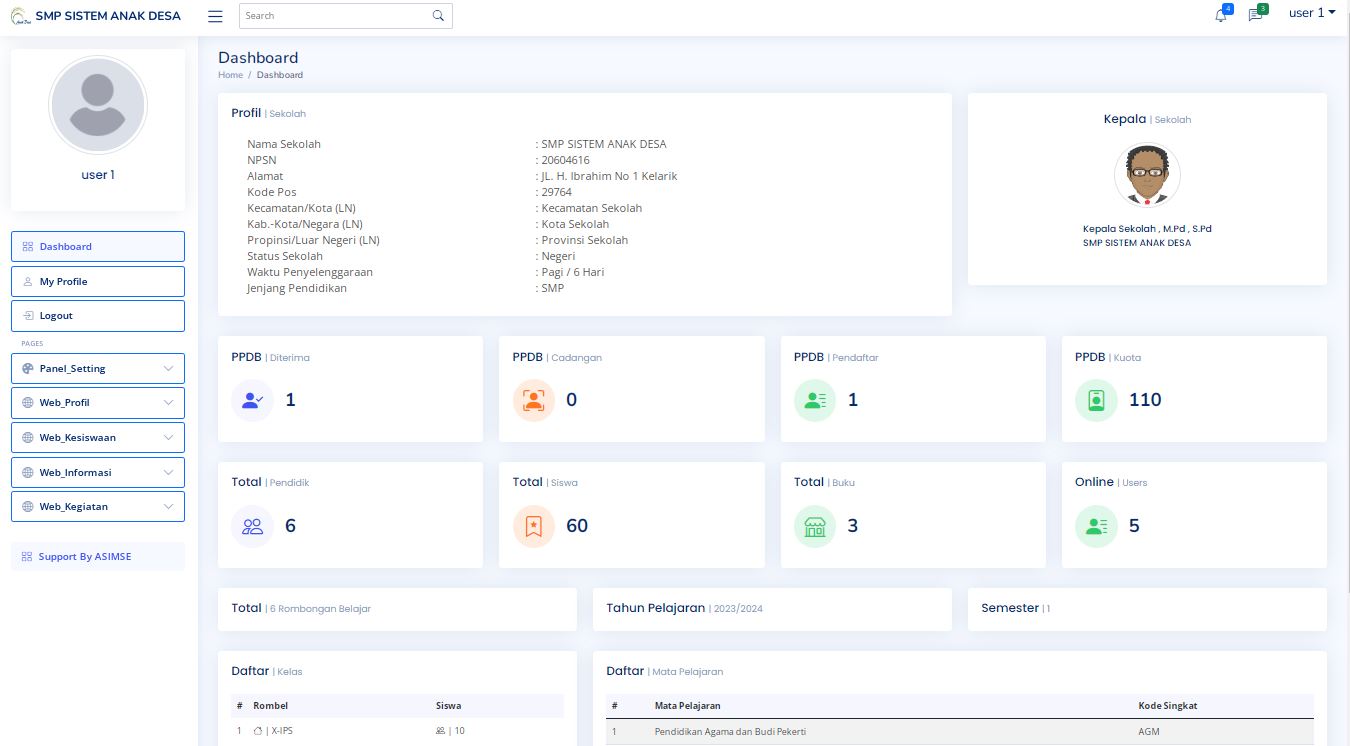 SMP SISTEM ANAK DESA
Search
4
3
user 1
user 1
Dashboard
My Profile
Logout
PAGES
Panel_Setting
Web_Profil
Web_Kesiswaan
Web_Informasi
Web_Kegiatan
Support By ASIMSE
Dashboard
Home / Dashboard
Profil | Sekolah
Nama Sekolah : SMP SISTEM ANAK DESA
NPSN : 20604616
Alamat : JL. H. Ibrahim No 1 Kelarik
Kode Pos : 29764
Kecamatan/Kota (LN) : Kecamatan Sekolah
Kab.-Kota/Negara (LN) : Kota Sekolah
Propinsi/Luar Negeri (LN) : Provinsi Sekolah
Status Sekolah : Negeri
Waktu Penyelenggaraan : Pagi / 6 Hari
Jenjang Pendidikan : SMP
Kepala | Sekolah
Kepala Sekolah , M.Pd , S.Pd
SMP SISTEM ANAK DESA
PPDB | Diterima
1
PPDB | Cadangan
0
PPDB | Pendaftar
1
PPDB | Kuota
110
Total | Pendidik
6
Total | Siswa
60
Total | Buku
3
Online | Users
5
Total | 6 Rombongan Belajar
Tahun Pelajaran | 2023/2024
Semester | 1
Daftar | Kelas
# Rombel Siswa
1 | X-IPS | 10
Daftar | Mata Pelajaran
# Mata Pelajaran Kode Singkat
1 Pendidikan Agama dan Budi Pekerti AGM